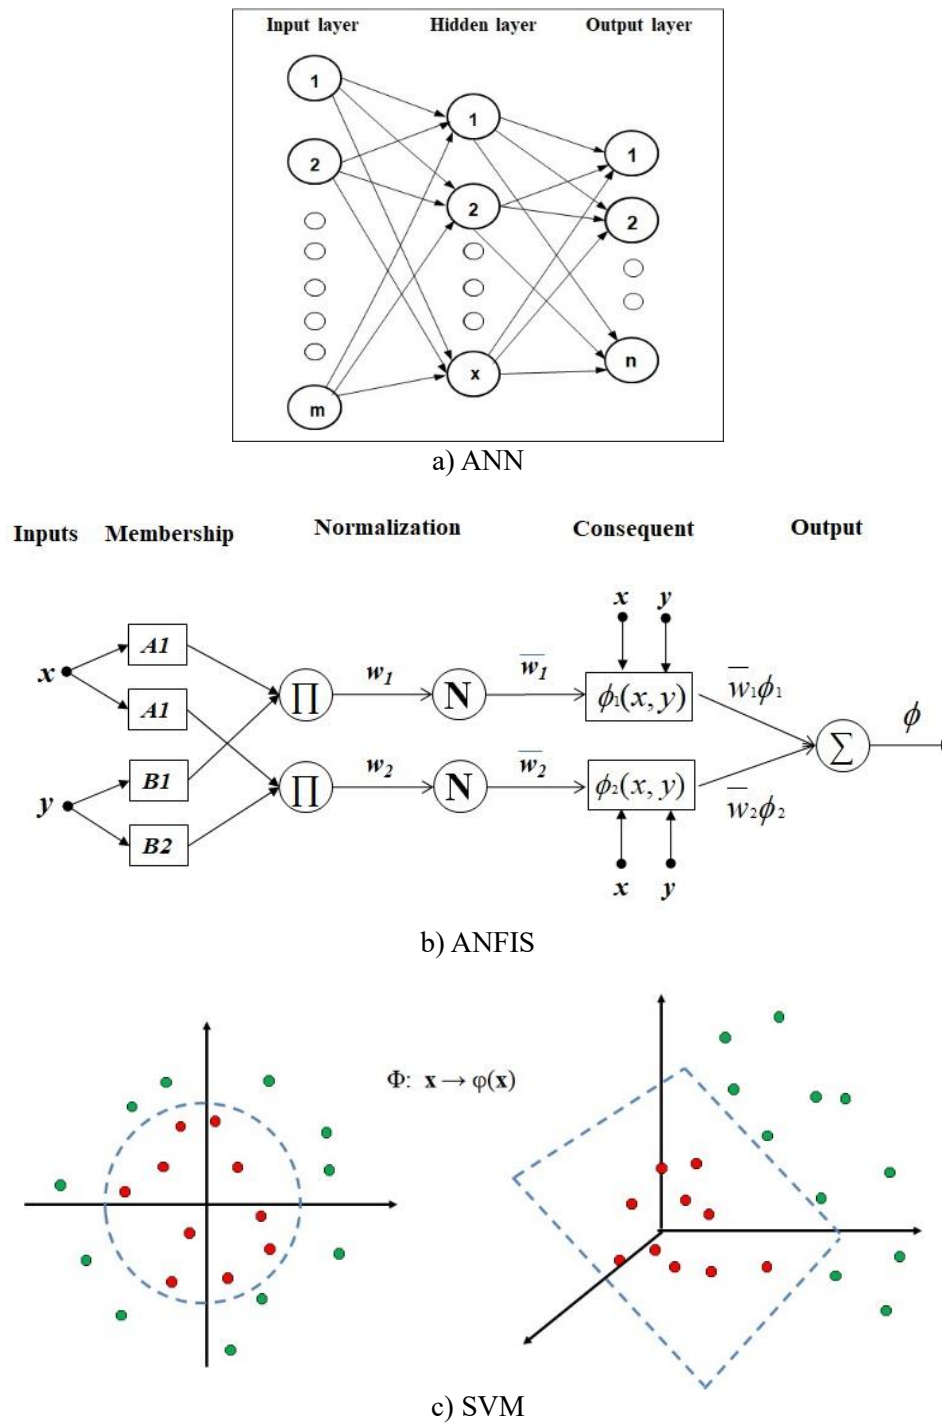 Input layer Hidden layer Output layer
1
1
1
2
2
2
x
n
m
a) ANN
Inputs Membership Normalization Consequent Output
x y
A1
x w₁ w̅₁ w̅₁ϕ₁
∏ N ϕ₁(x, y)
A1 ϕ
∑
B1 w₂ w̅₂
∏ N ϕ₂(x, y)
y w̅₂ϕ₂
B2
x y
b) ANFIS
Φ: x → φ(x)
c) SVM